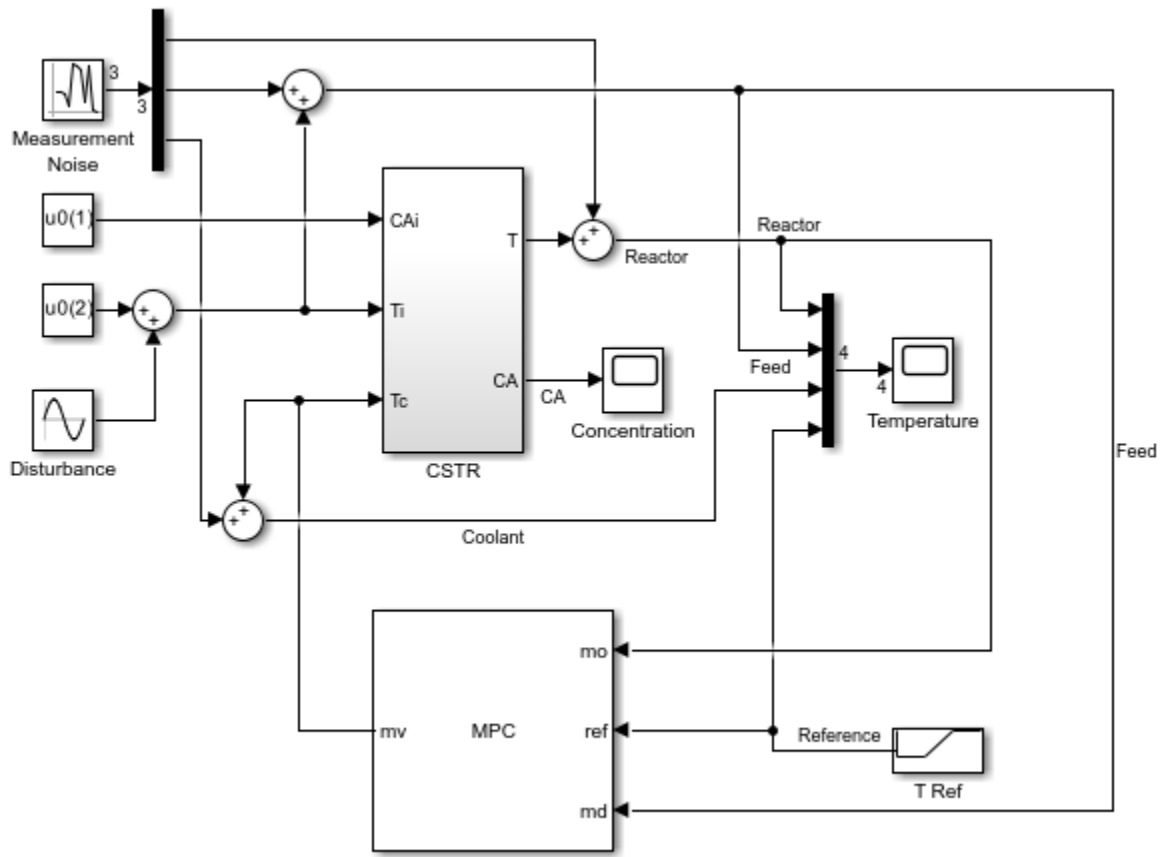 3
3
Measurement
Noise
+
+
u0(1)
CAi
T
+
+
Reactor
Reactor
u0(2)
+
+
Ti
4
4
Feed
Temperature
CA
CA
Concentration
Tc
Disturbance
CSTR
Feed
+
+
Coolant
mo
mv
MPC
ref
Reference
T Ref
md